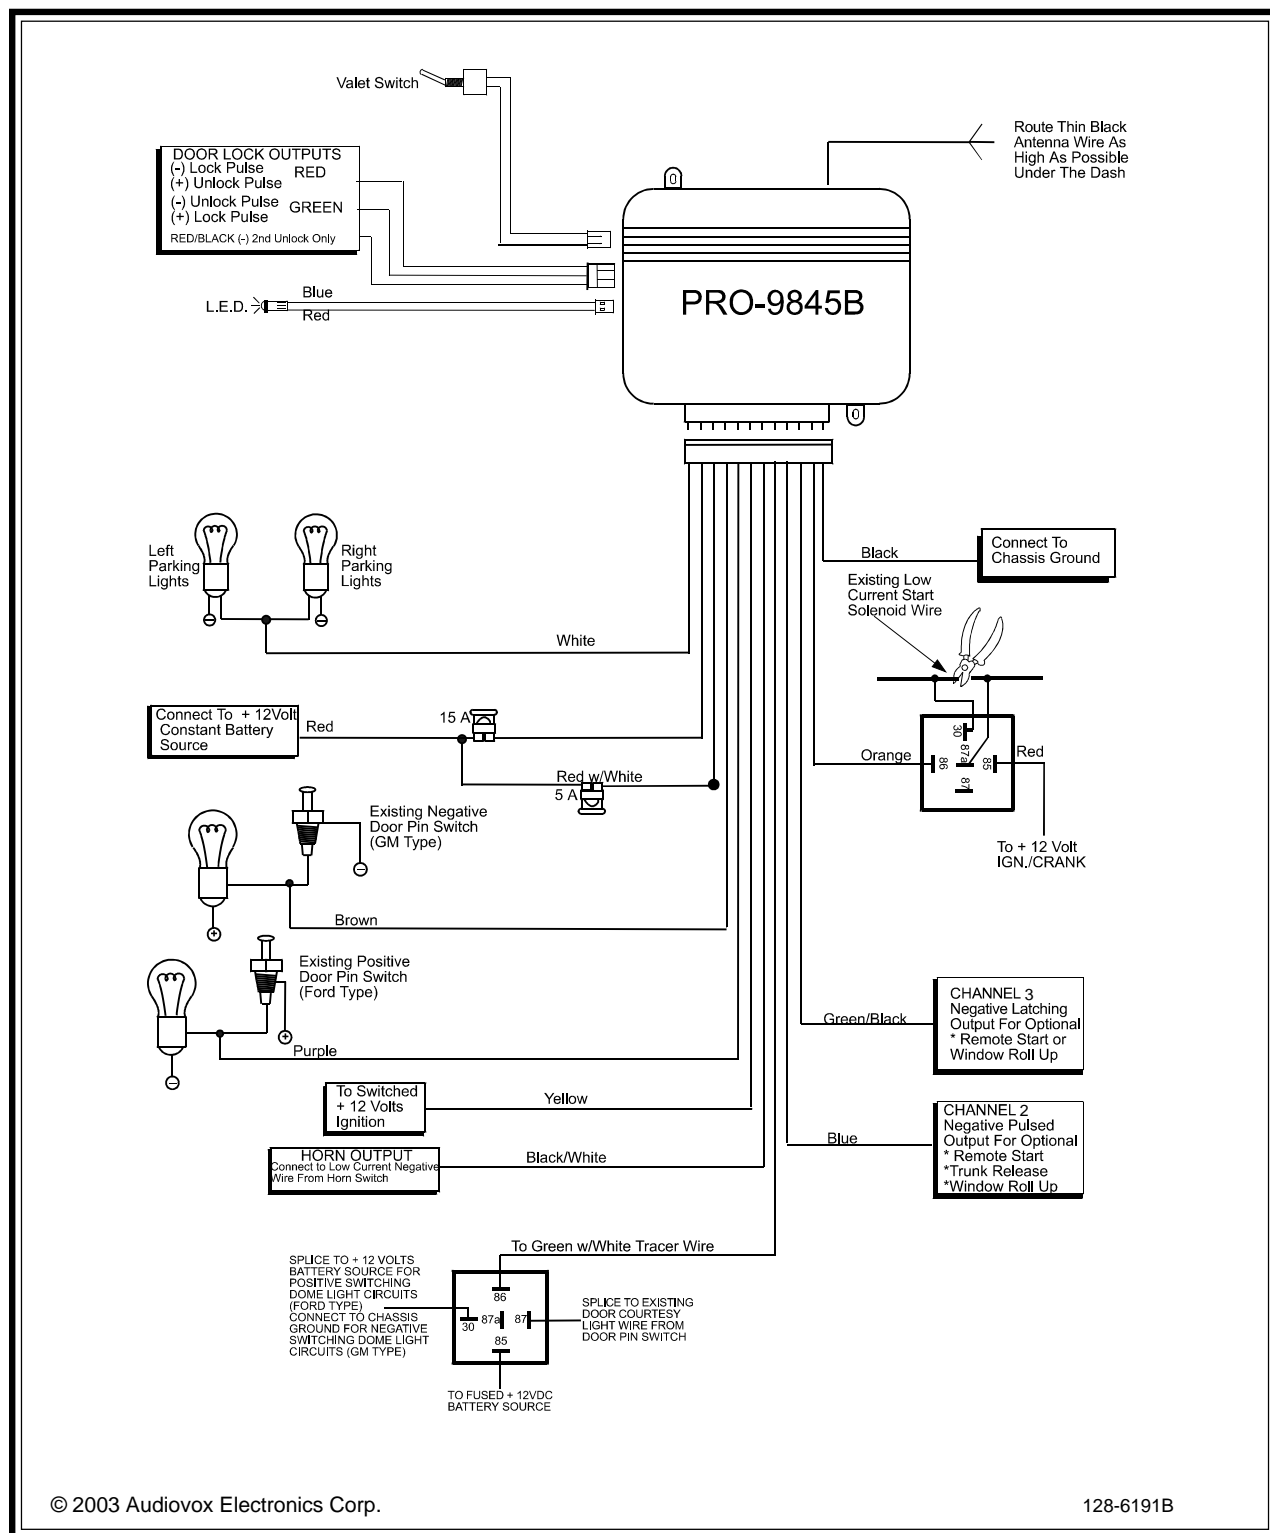 Valet Switch
Route Thin Black
Antenna Wire As
High As Possible
Under The Dash
DOOR LOCK OUTPUTS
(-) Lock Pulse
(+) Unlock Pulse
RED
(-) Unlock Pulse
(+) Lock Pulse
GREEN
RED/BLACK (-) 2nd Unlock Only
L.E.D.
Blue
Red
PRO-9845B
Left
Parking
Lights
Right
Parking
Lights
White
Black
Connect To
Chassis Ground
Existing Low
Current Start
Solenoid Wire
Connect To + 12Volt
Constant Battery
Source
Red
15 A
Red w/White
5 A
Orange
30
87a
86
85
87
Red
To + 12 Volt
IGN./CRANK
Existing Negative
Door Pin Switch
(GM Type)
Brown
Existing Positive
Door Pin Switch
(Ford Type)
Purple
Green/Black
CHANNEL 3
Negative Latching
Output For Optional
* Remote Start or
Window Roll Up
To Switched
+ 12 Volts
Ignition
Yellow
Blue
CHANNEL 2
Negative Pulsed
Output For Optional
* Remote Start
*Trunk Release
*Window Roll Up
HORN OUTPUT
Connect to Low Current Negative
Wire From Horn Switch
Black/White
To Green w/White Tracer Wire
SPLICE TO + 12 VOLTS
BATTERY SOURCE FOR
POSITIVE SWITCHING
DOME LIGHT CIRCUITS
(FORD TYPE)
CONNECT TO CHASSIS
GROUND FOR NEGATIVE
SWITCHING DOME LIGHT
CIRCUITS (GM TYPE)
86
30
87a
87
85
SPLICE TO EXISTING
DOOR COURTESY
LIGHT WIRE FROM
DOOR PIN SWITCH
TO FUSED + 12VDC
BATTERY SOURCE
© 2003 Audiovox Electronics Corp.
128-6191B